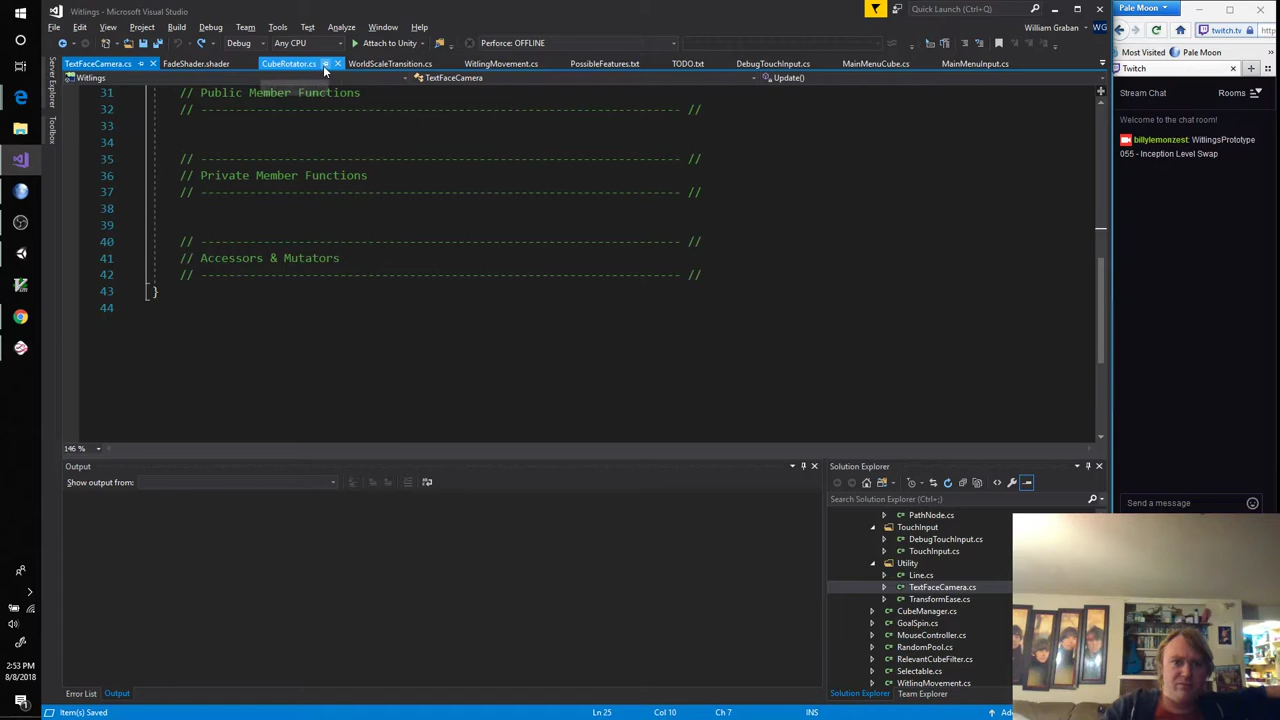 Witlings - Microsoft Visual Studio
Quick Launch (Ctrl+Q)
Pale Moon
File Edit View Project Build Debug Team Tools Test Analyze Window Help
William Graban WG
twitch.tv http
Debug Any CPU Attach to Unity Perforce: OFFLINE
Most Visited Pale Moon
TextFaceCamera.cs FadeShader.shader CubeRotator.cs WorldScaleTransition.cs WitlingMovement.cs PossibleFeatures.txt TODO.txt DebugTouchInput.cs MainMenuCube.cs MainMenuInput.cs
Twitch
Witlings TextFaceCamera Update()
Server Explorer
Toolbox
Stream Chat Rooms
Welcome to the chat room!
billylemonzest: WitlingsPrototype
055 - Inception Level Swap
31 // Public Member Functions
32 // -------------------------------------------------------------------- //
33
34
35 // -------------------------------------------------------------------- //
36 // Private Member Functions
37 // -------------------------------------------------------------------- //
38
39
40 // -------------------------------------------------------------------- //
41 // Accessors & Mutators
42 // -------------------------------------------------------------------- //
43 }
44
146 %
Output
Show output from:
Solution Explorer
Search Solution Explorer (Ctrl+;)
PathNode.cs
TouchInput
DebugTouchInput.cs
TouchInput.cs
Utility
Line.cs
TextFaceCamera.cs
TransformEase.cs
CubeManager.cs
GoalSpin.cs
MouseController.cs
RandomPool.cs
RelevantCubeFilter.cs
Selectable.cs
WitlingMovement.cs
Send a message
Error List Output
Solution Explorer Team Explorer
2:53 PM
8/8/2018
Item(s) Saved Ln 25 Col 10 Ch 7 INS